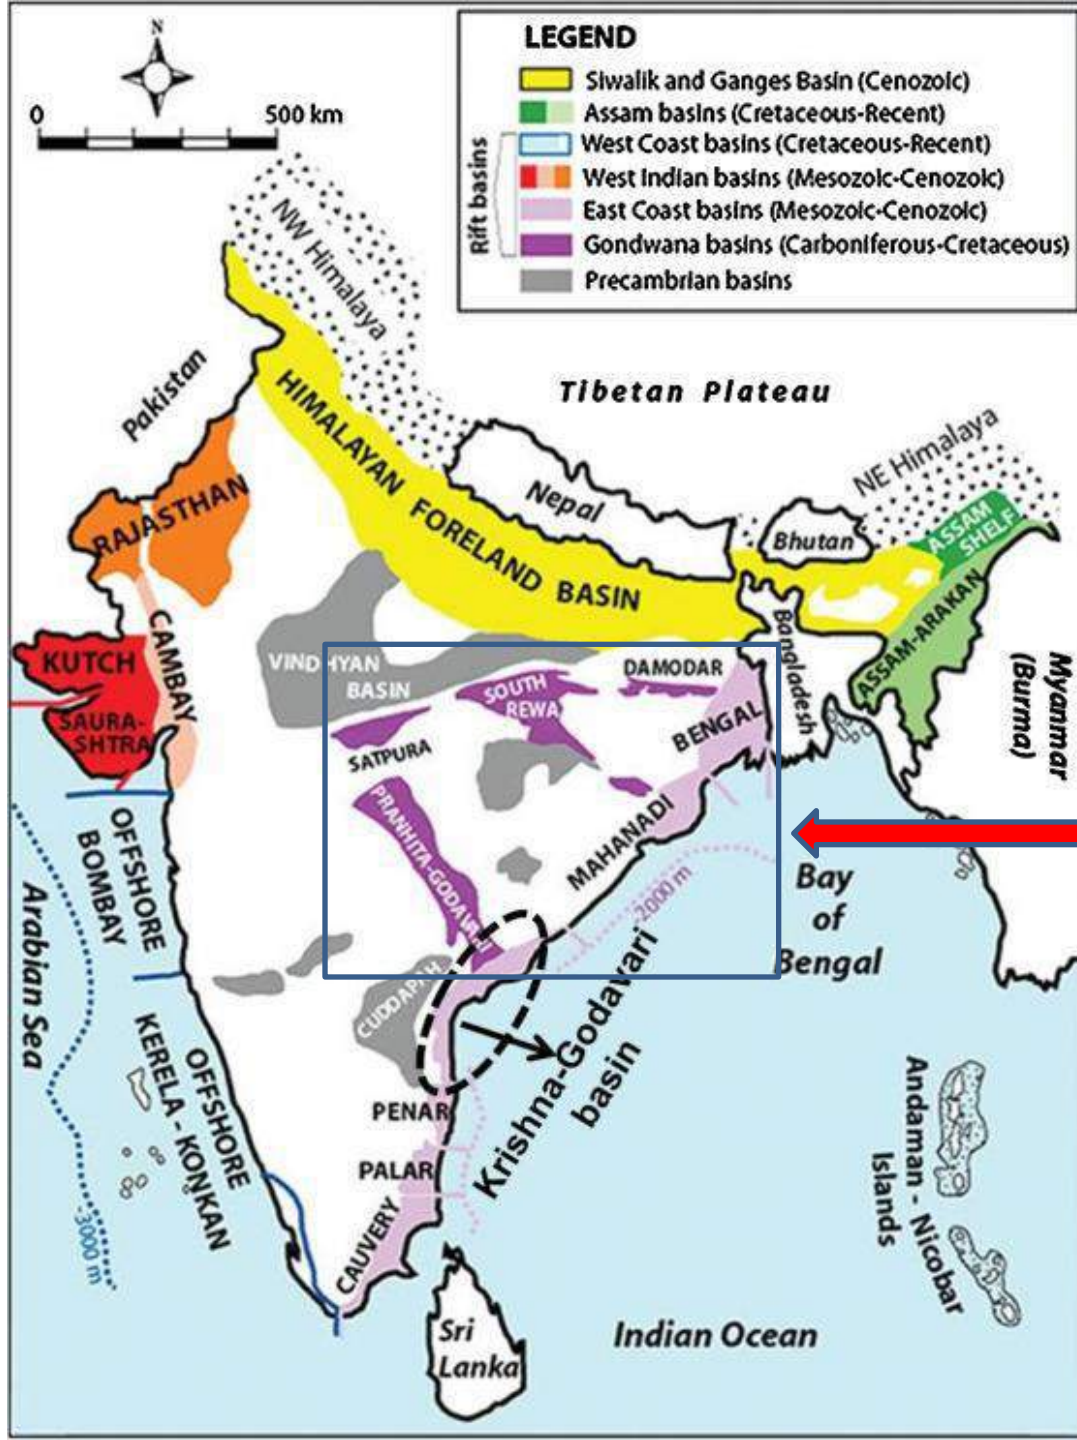 LEGEND
Siwalik and Ganges Basin (Cenozoic)
Assam basins (Cretaceous-Recent)
West Coast basins (Cretaceous-Recent)
West Indian basins (Mesozoic-Cenozoic)
East Coast basins (Mesozoic-Cenozoic)
Gondwana basins (Carboniferous-Cretaceous)
Precambrian basins
Rift basins
N
0 500 km
NW Himalaya
Pakistan
Tibetan Plateau
HIMALAYAN FORELAND BASIN
Nepal
NE Himalaya
Bhutan
ASSAM
SHELF
RAJASTHAN
ASSAM-ARAKAN
Bangladesh
Myanmar
(Burma)
KUTCH
CAMBAY
VINDHYAN
BASIN
DAMODAR
SOUTH
REWA
SAURA-
SHTRA
SATPURA
BENGAL
PRANHITA-GODAVARI
MAHANADI
OFFSHORE
BOMBAY
Arabian Sea
-2000 m
Bay
of
Bengal
CUDDAPAH
Krishna-Godavari
basin
OFFSHORE
KERELA - KONKAN
PENAR
PALAR
CAUVERY
-3000 m
Andaman - Nicobar
Islands
Sri
Lanka
Indian Ocean